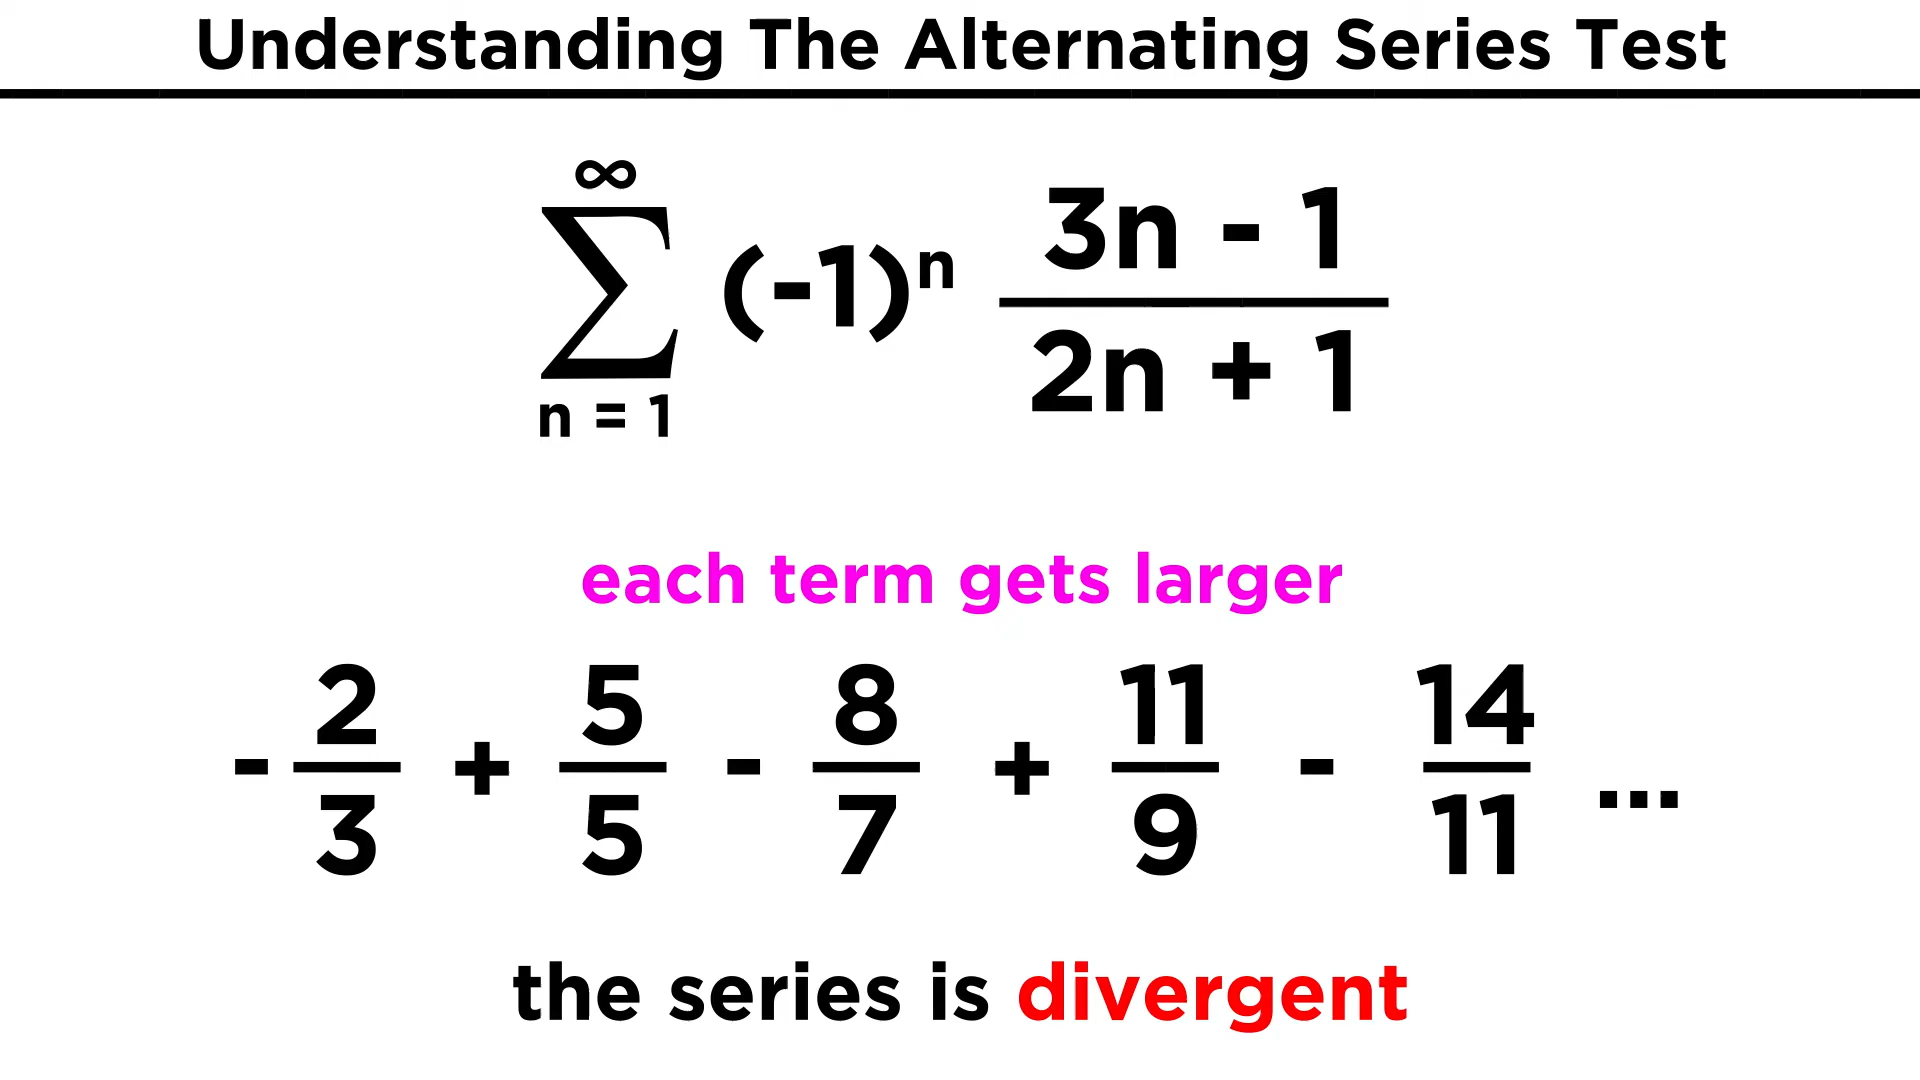 Understanding The Alternating Series Test
∞
∑ (-1)ⁿ (3n - 1)/(2n + 1)
n = 1
each term gets larger
- 2/3 + 5/5 - 8/7 + 11/9 - 14/11 ...
the series is divergent